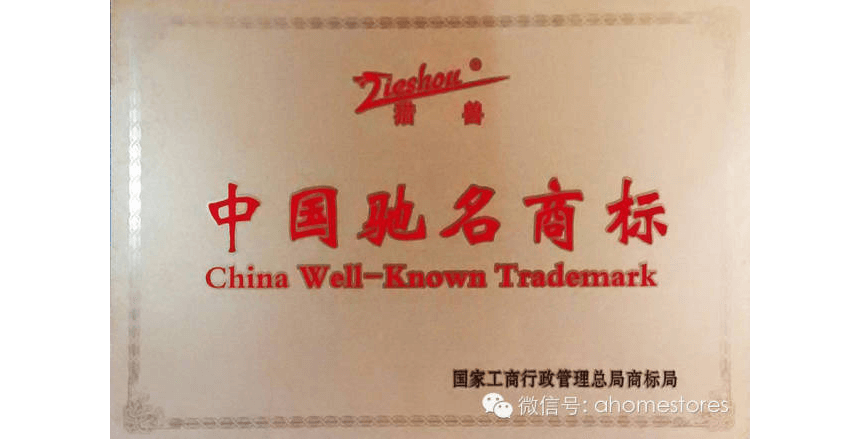 Tieshou
猎 兽
中国驰名商标
China Well-Known Trademark
国家工商行政管理总局商标局
微信号: ahomestores